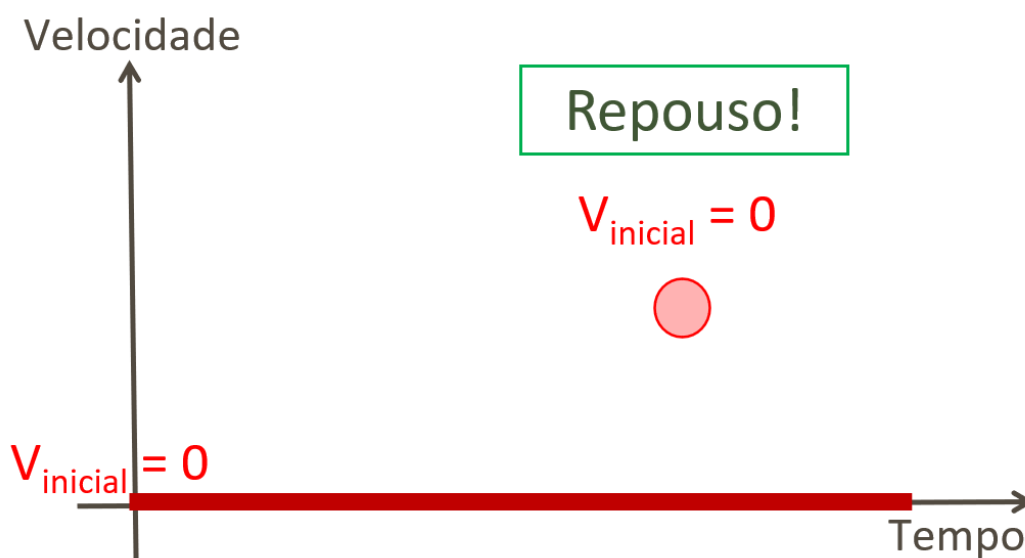 Velocidade
Repouso!
Vinicial = 0
Vinicial = 0
Tempo